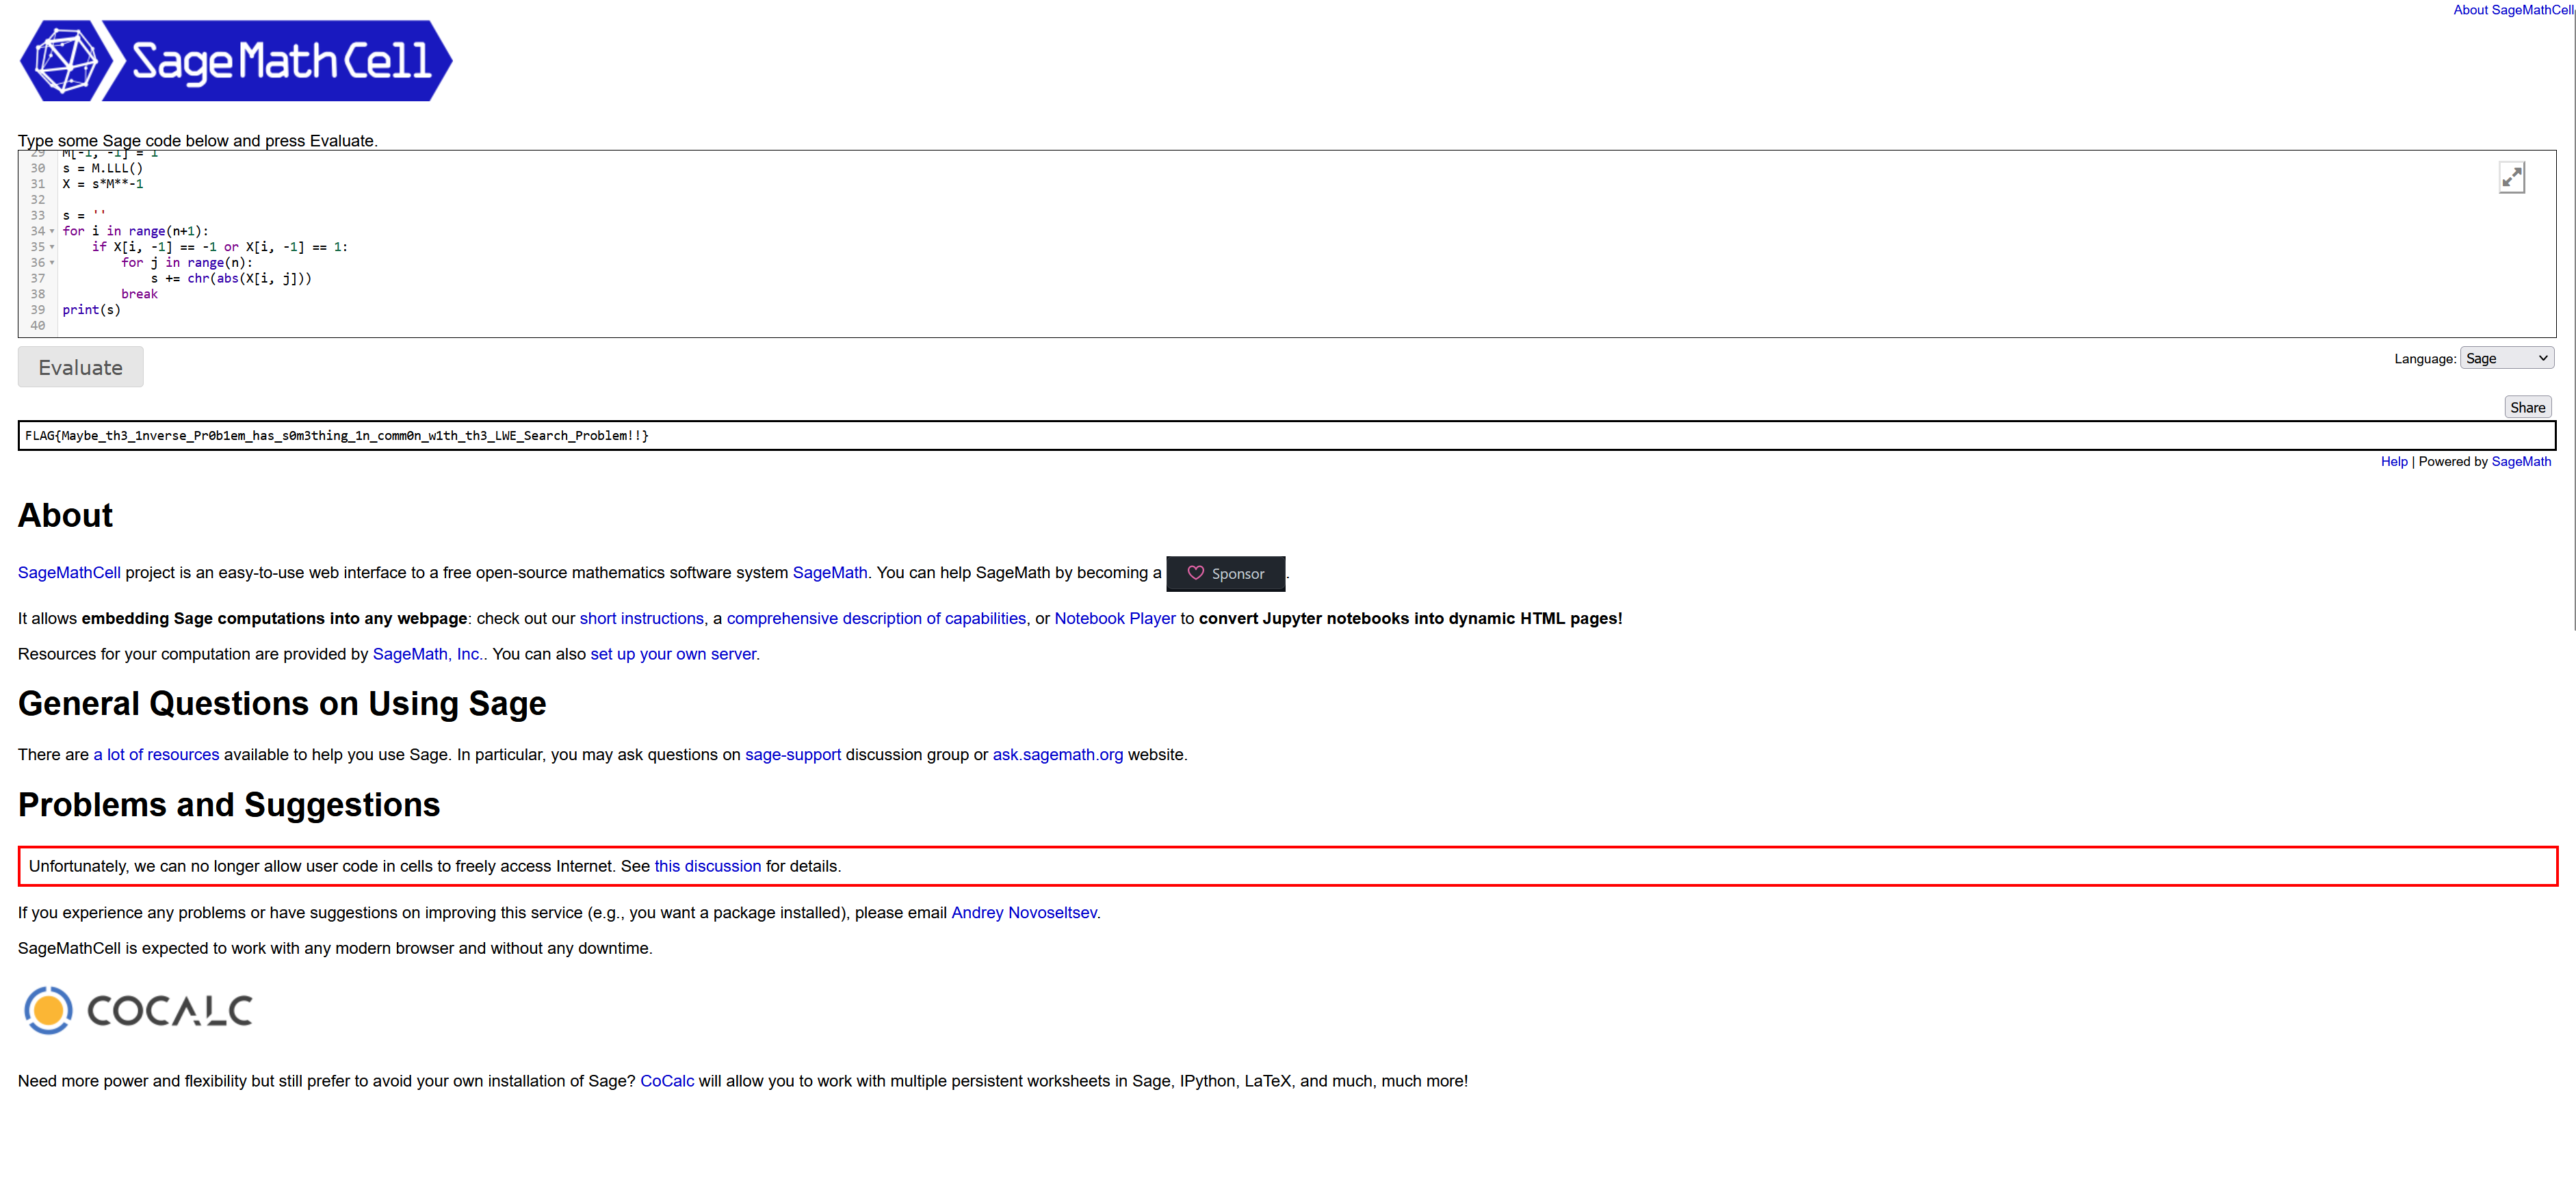 About SageMathCell
SageMathCell
Type some Sage code below and press Evaluate.
29 M[-1, -1] = 1
30 s = M.LLL()
31 X = s*M**-1
32
33 s = ''
34 for i in range(n+1):
35     if X[i, -1] == -1 or X[i, -1] == 1:
36         for j in range(n):
37             s += chr(abs(X[i, j]))
38         break
39 print(s)
40
Evaluate
Language: Sage
Share
FLAG{Maybe_th3_1nverse_Pr0b1em_has_s0m3thing_1n_comm0n_w1th_th3_LWE_Search_Problem!!}
Help | Powered by SageMath
About
SageMathCell project is an easy-to-use web interface to a free open-source mathematics software system SageMath. You can help SageMath by becoming a Sponsor.
It allows embedding Sage computations into any webpage: check out our short instructions, a comprehensive description of capabilities, or Notebook Player to convert Jupyter notebooks into dynamic HTML pages!
Resources for your computation are provided by SageMath, Inc.. You can also set up your own server.
General Questions on Using Sage
There are a lot of resources available to help you use Sage. In particular, you may ask questions on sage-support discussion group or ask.sagemath.org website.
Problems and Suggestions
Unfortunately, we can no longer allow user code in cells to freely access Internet. See this discussion for details.
If you experience any problems or have suggestions on improving this service (e.g., you want a package installed), please email Andrey Novoseltsev.
SageMathCell is expected to work with any modern browser and without any downtime.
COCALC
Need more power and flexibility but still prefer to avoid your own installation of Sage? CoCalc will allow you to work with multiple persistent worksheets in Sage, IPython, LaTeX, and much, much more!